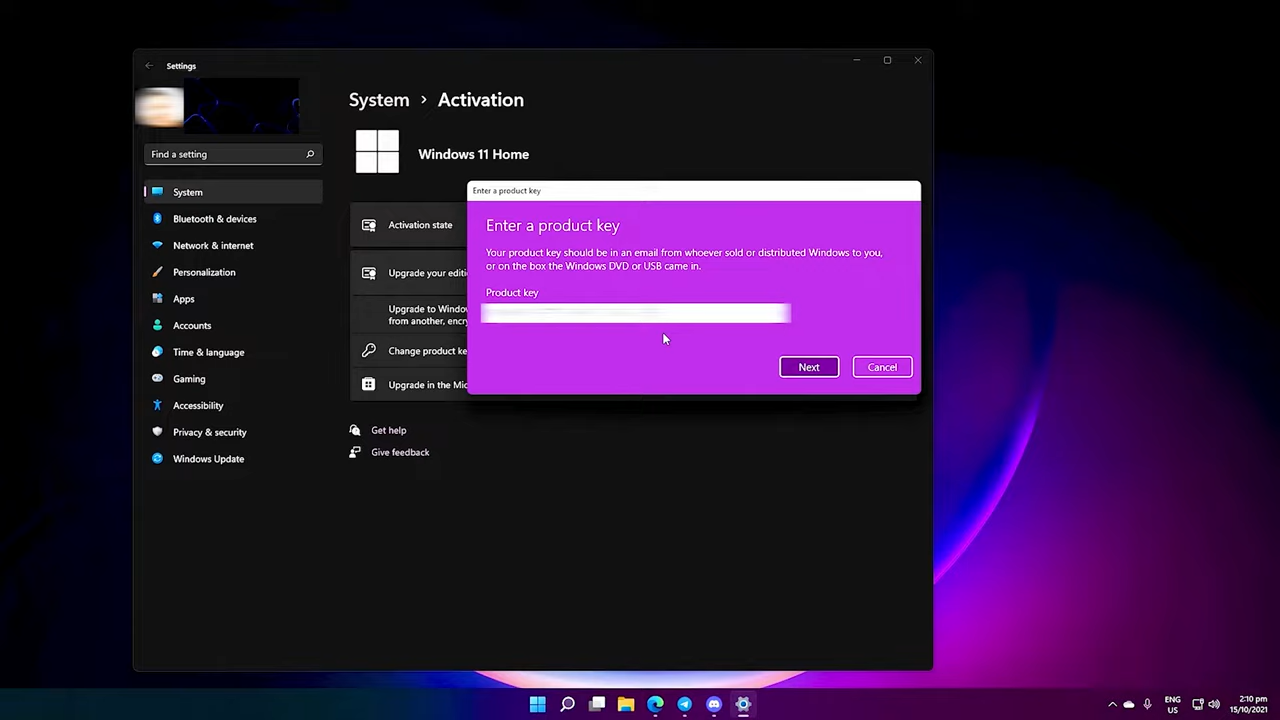 Settings
System > Activation
Windows 11 Home
Find a setting
System
Bluetooth & devices
Network & internet
Personalization
Apps
Accounts
Time & language
Gaming
Accessibility
Privacy & security
Windows Update
Activation state
Upgrade your editi
Upgrade to Windo
from another, encry
Change product ke
Upgrade in the Mic
Get help
Give feedback
Enter a product key
Enter a product key
Your product key should be in an email from whoever sold or distributed Windows to you,
or on the box the Windows DVD or USB came in.
Product key
Next
Cancel
ENG
US
2:10 pm
15/10/2021